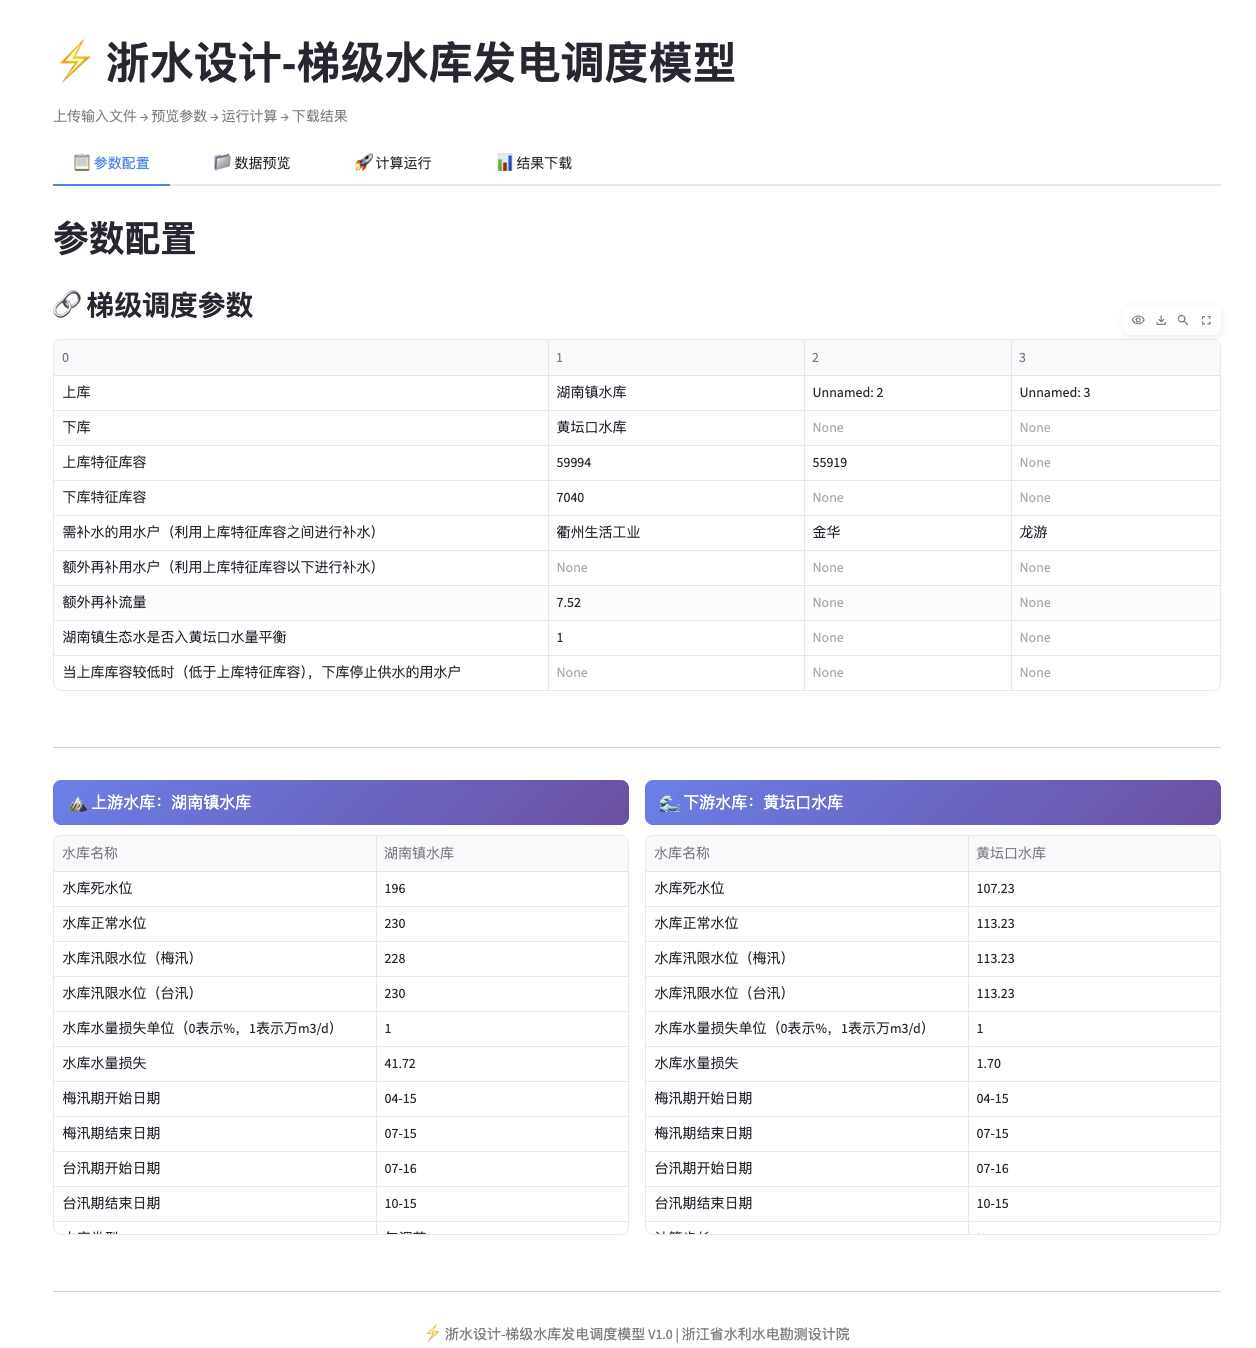 浙水设计-梯级水库发电调度模型
上传输入文件 → 预览参数 → 运行计算 → 下载结果
参数配置 数据预览 计算运行 结果下载
参数配置
梯级调度参数
0 1 2 3
上库 湖南镇水库 Unnamed: 2 Unnamed: 3
下库 黄坛口水库 None None
上库特征库容 59994 55919 None
下库特征库容 7040 None None
需补水的用水户（利用上库特征库容之间进行补水） 衢州生活工业 金华 龙游
额外再补用水户（利用上库特征库容以下进行补水） None None None
额外再补流量 7.52 None None
湖南镇生态水是否入黄坛口水量平衡 1 None None
当上库库容较低时（低于上库特征库容），下库停止供水的用水户 None None None
上游水库：湖南镇水库
水库名称 湖南镇水库
水库死水位 196
水库正常水位 230
水库汛限水位（梅汛） 228
水库汛限水位（台汛） 230
水库水量损失单位（0表示%，1表示万m3/d） 1
水库水量损失 41.72
梅汛期开始日期 04-15
梅汛期结束日期 07-15
台汛期开始日期 07-16
台汛期结束日期 10-15
下游水库：黄坛口水库
水库名称 黄坛口水库
水库死水位 107.23
水库正常水位 113.23
水库汛限水位（梅汛） 113.23
水库汛限水位（台汛） 113.23
水库水量损失单位（0表示%，1表示万m3/d） 1
水库水量损失 1.70
梅汛期开始日期 04-15
梅汛期结束日期 07-15
台汛期开始日期 07-16
台汛期结束日期 10-15
浙水设计-梯级水库发电调度模型 V1.0 | 浙江省水利水电勘测设计院